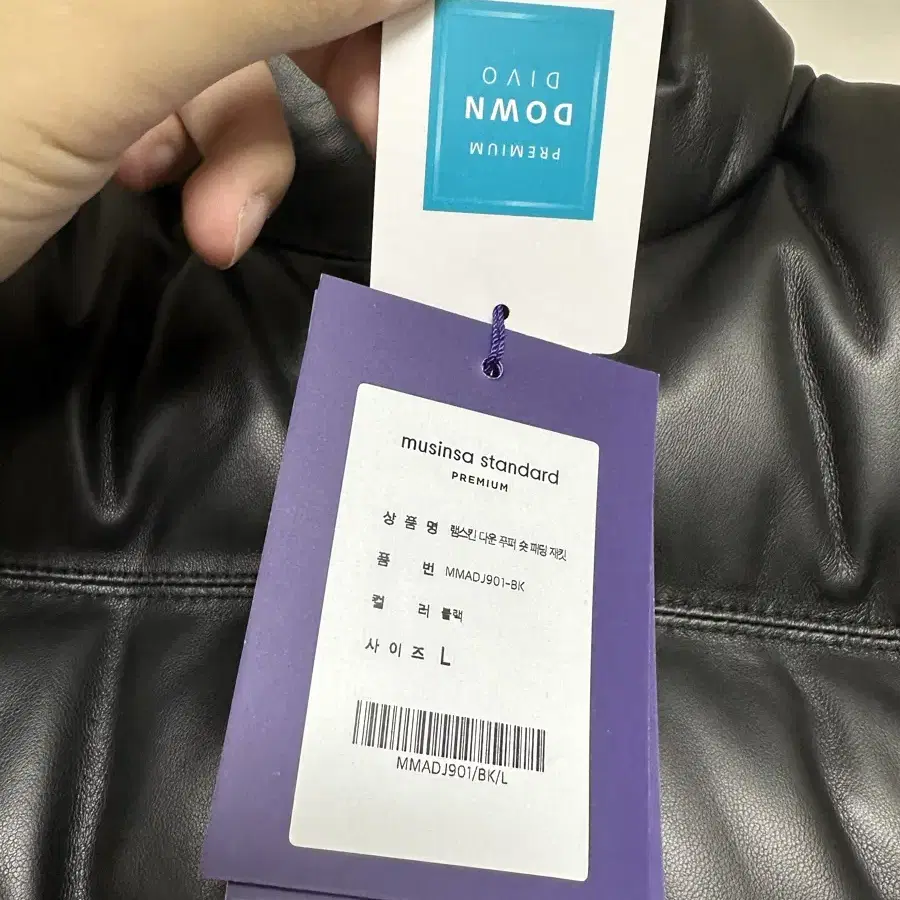 PREMIUM
DOWN
DIVO
musinsa standard
PREMIUM
상 품 명 램스킨 다운 푸퍼 숏 패딩 재킷
품 번 MMADJ901-BK
컬 러 블랙
사 이 즈 L
MMADJ901/BK/L